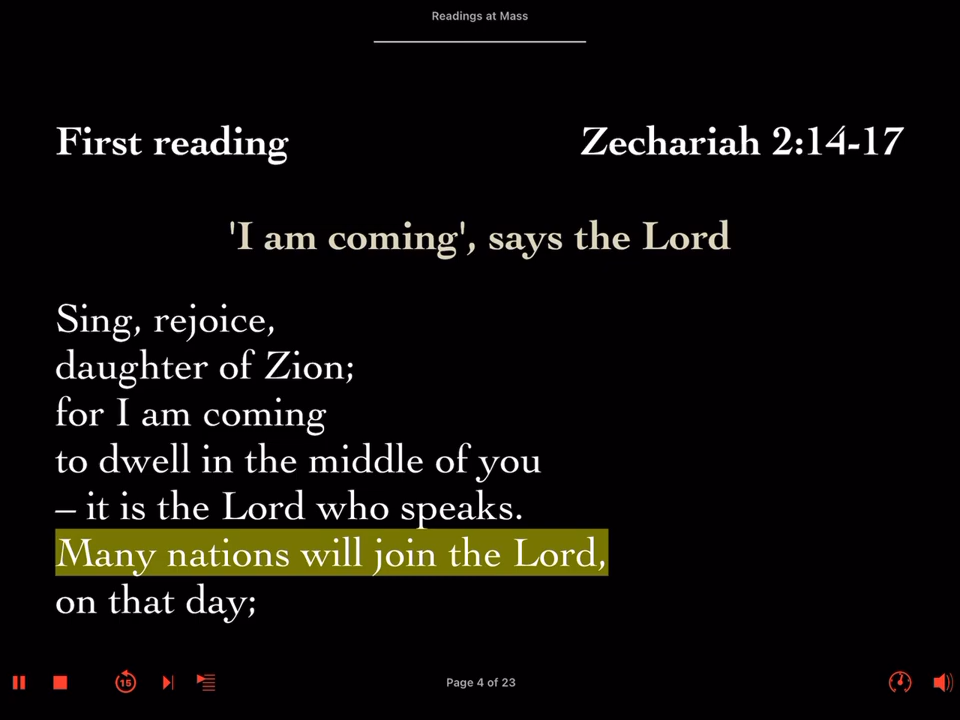 Readings at Mass
First reading Zechariah 2:14-17
'I am coming', says the Lord
Sing, rejoice,
daughter of Zion;
for I am coming
to dwell in the middle of you
– it is the Lord who speaks.
Many nations will join the Lord,
on that day;
15
Page 4 of 23